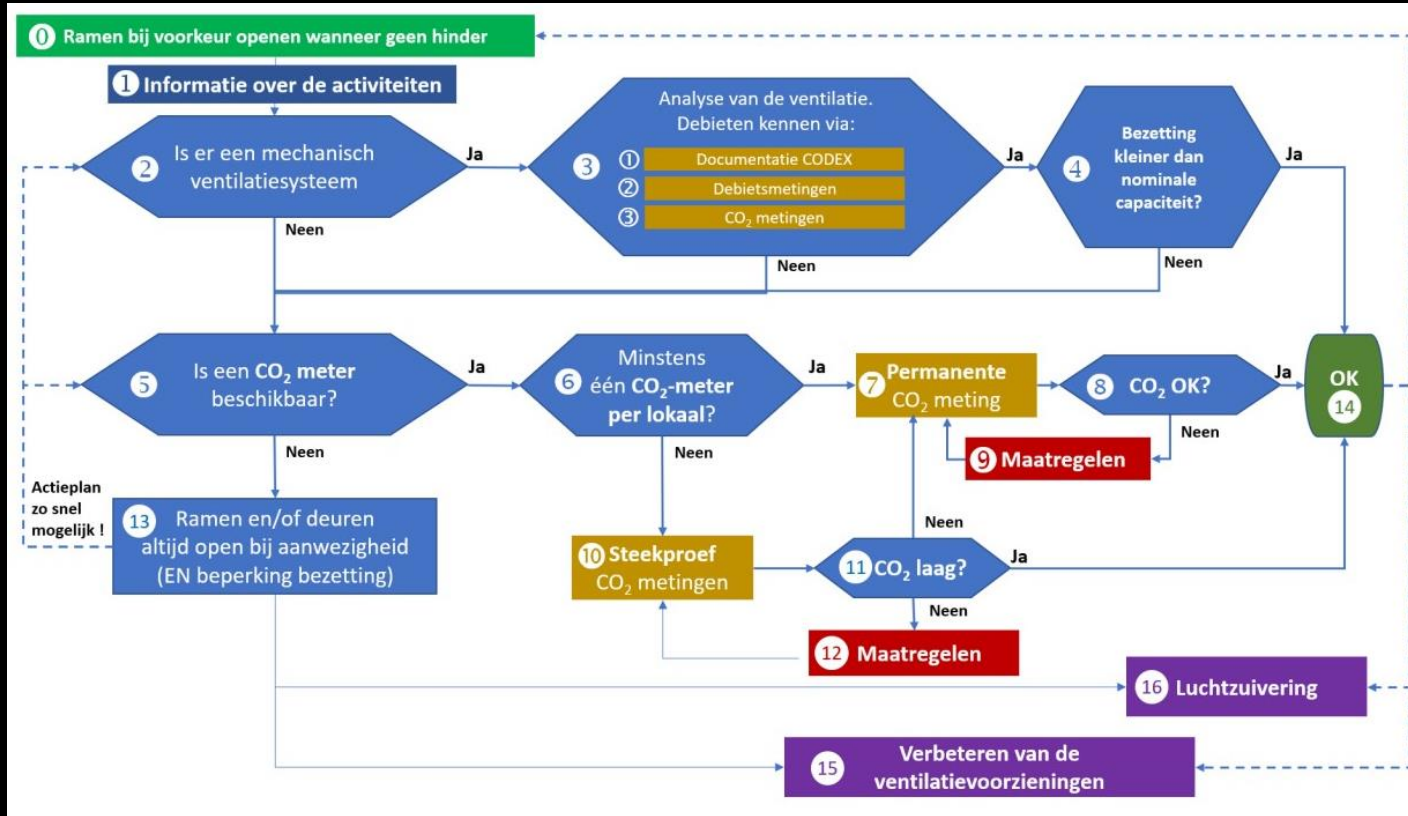 0 Ramen bij voorkeur openen wanneer geen hinder
1 Informatie over de activiteiten
2 Is er een mechanisch
ventilatiesysteem
Ja
Neen
Analyse van de ventilatie.
Debieten kennen via:
3
① Documentatie CODEX
② Debietsmetingen
③ CO₂ metingen
Ja
Neen
4
Bezetting
kleiner dan
nominale
capaciteit?
Ja
Neen
5 Is een CO₂ meter
beschikbaar?
Ja
Neen
6 Minstens
één CO₂-meter
per lokaal?
Ja
Neen
7 Permanente
CO₂ meting
8 CO₂ OK?
Ja
Neen
OK
14
9 Maatregelen
Actieplan
zo snel
mogelijk !
13 Ramen en/of deuren
altijd open bij aanwezigheid
(EN beperking bezetting)
10 Steekproef
CO₂ metingen
Neen
11 CO₂ laag?
Ja
Neen
12 Maatregelen
16 Luchtzuivering
15 Verbeteren van de
ventilatievoorzieningen